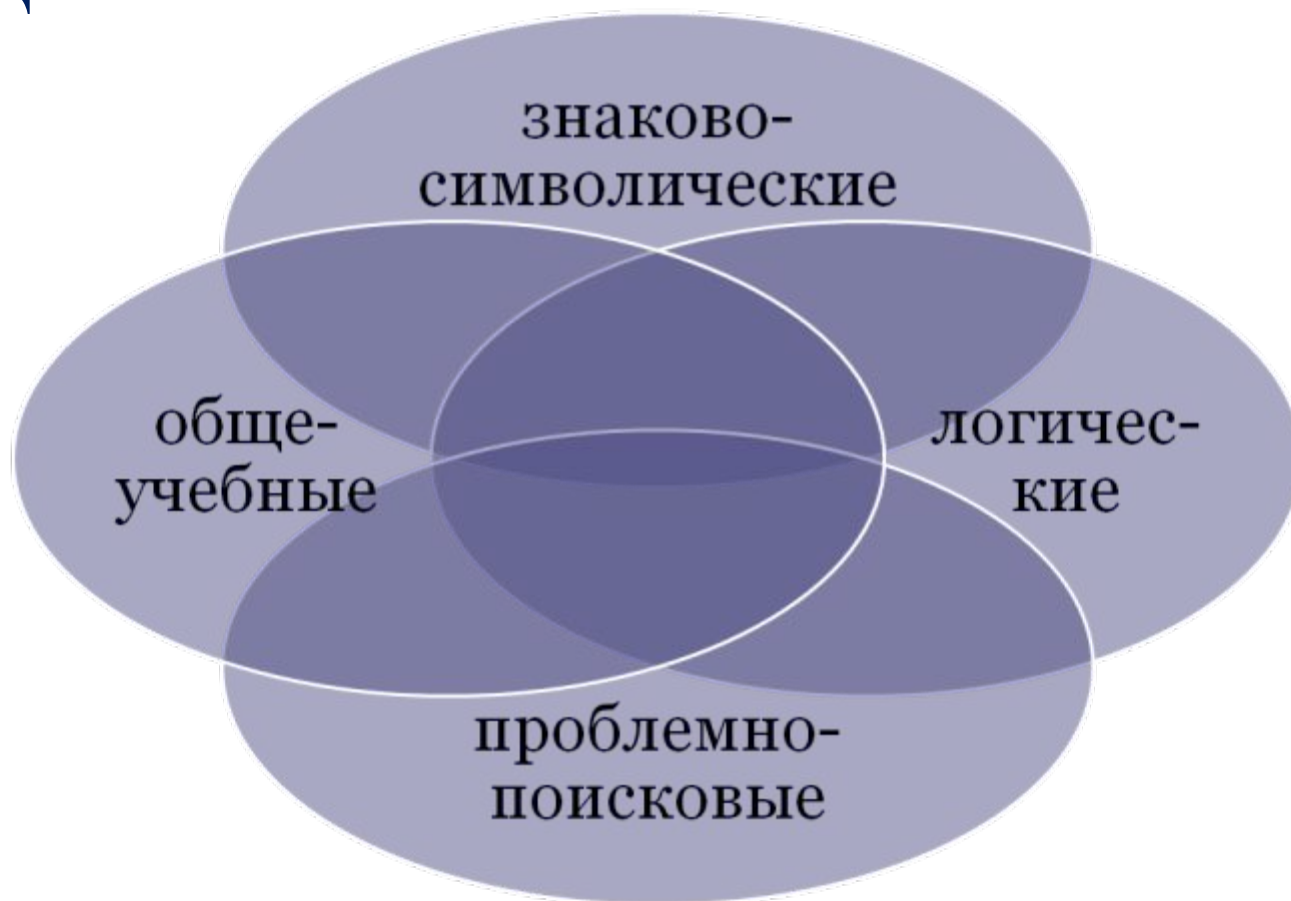 знаково-
символические
обще-
учебные
логичес-
кие
проблемно-
поисковые